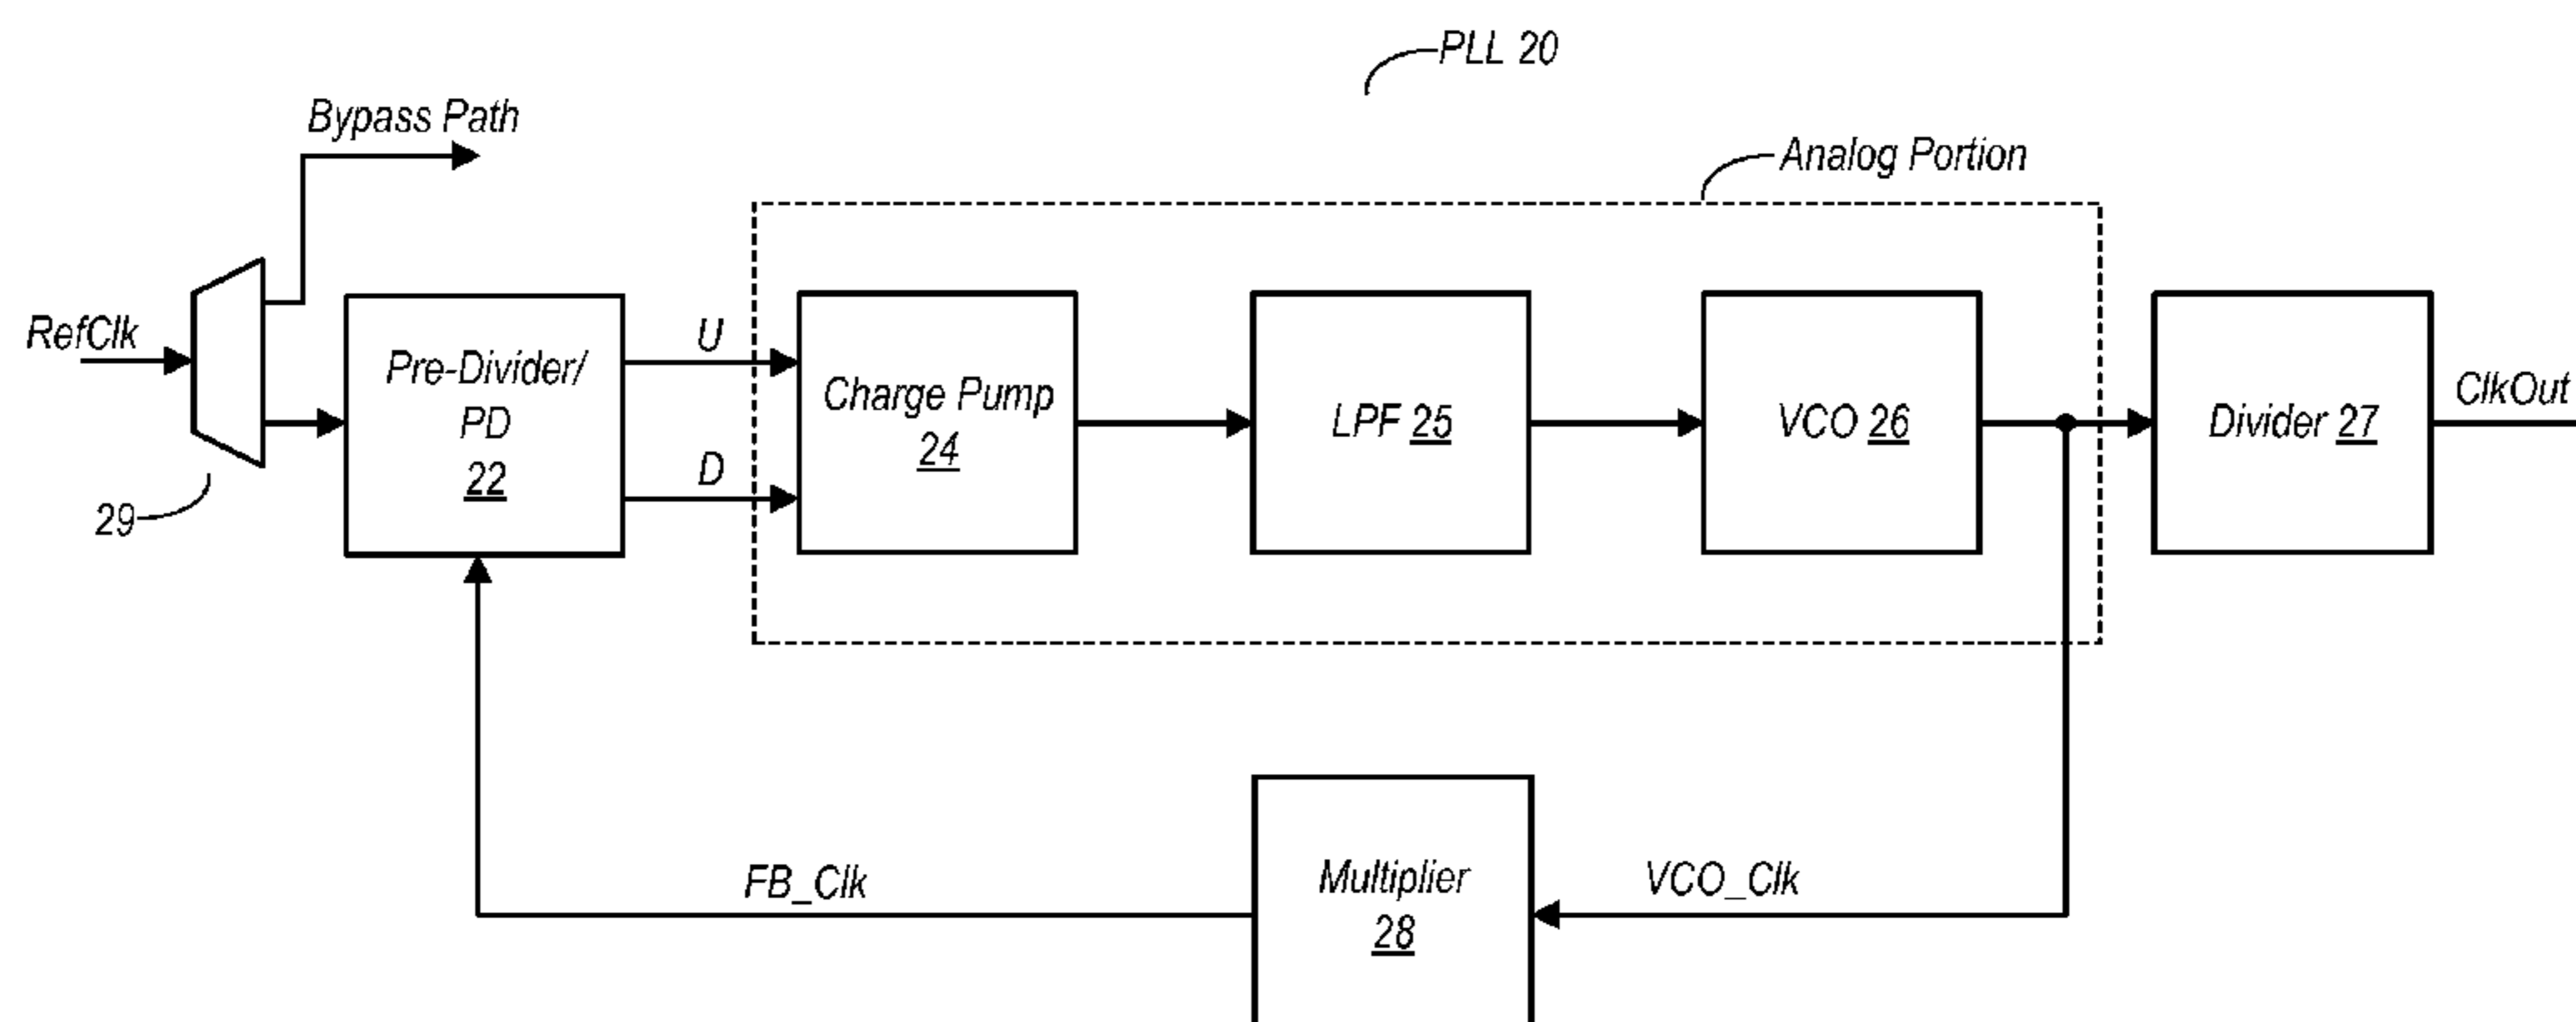 PLL 20
Bypass Path
Analog Portion
RefClk
29
Pre-Divider/
PD
22
U
D
Charge Pump
24
LPF 25
VCO 26
Divider 27
ClkOut
FB_Clk
Multiplier
28
VCO_Clk